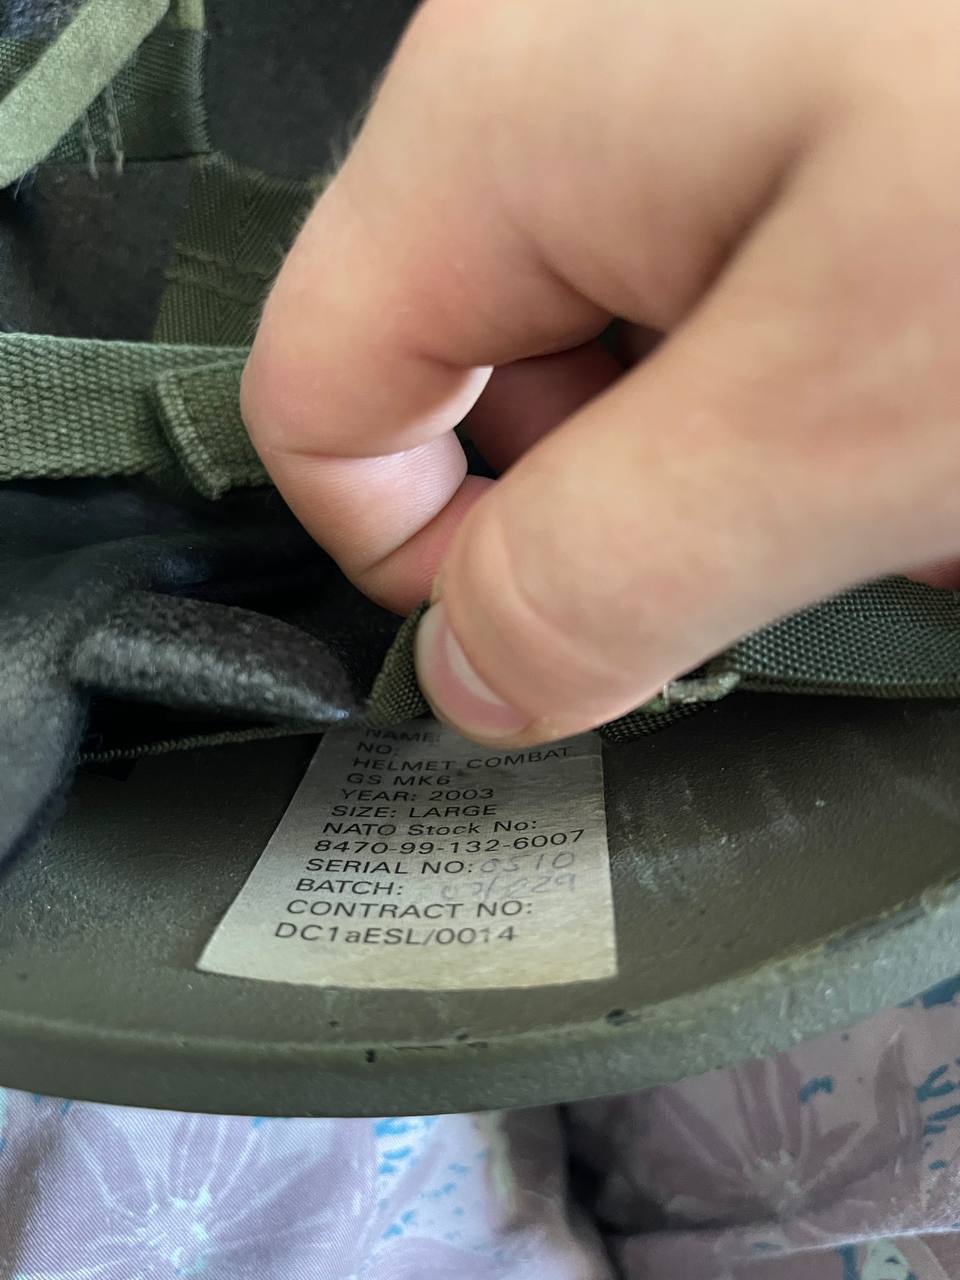 NAME:
NO:
HELMET COMBAT
GS MK6
YEAR: 2003
SIZE: LARGE
NATO Stock No:
8470-99-132-6007
SERIAL NO: 0510
BATCH:
CONTRACT NO:
DC1aESL/0014